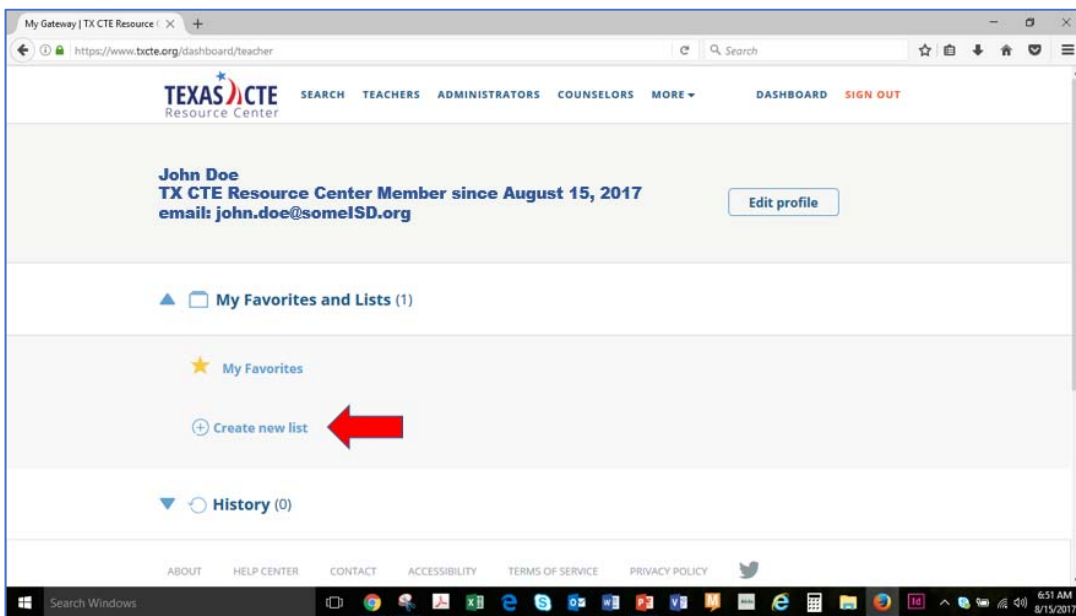 My Gateway | TX CTE Resource
https://www.txcte.org/dashboard/teacher
Search
TEXAS CTE
Resource Center
SEARCH TEACHERS ADMINISTRATORS COUNSELORS MORE DASHBOARD SIGN OUT
John Doe
TX CTE Resource Center Member since August 15, 2017
email: john.doe@someISD.org
Edit profile
My Favorites and Lists (1)
My Favorites
Create new list
History (0)
ABOUT HELP CENTER CONTACT ACCESSIBILITY TERMS OF SERVICE PRIVACY POLICY
Search Windows
6:51 AM
8/15/2017